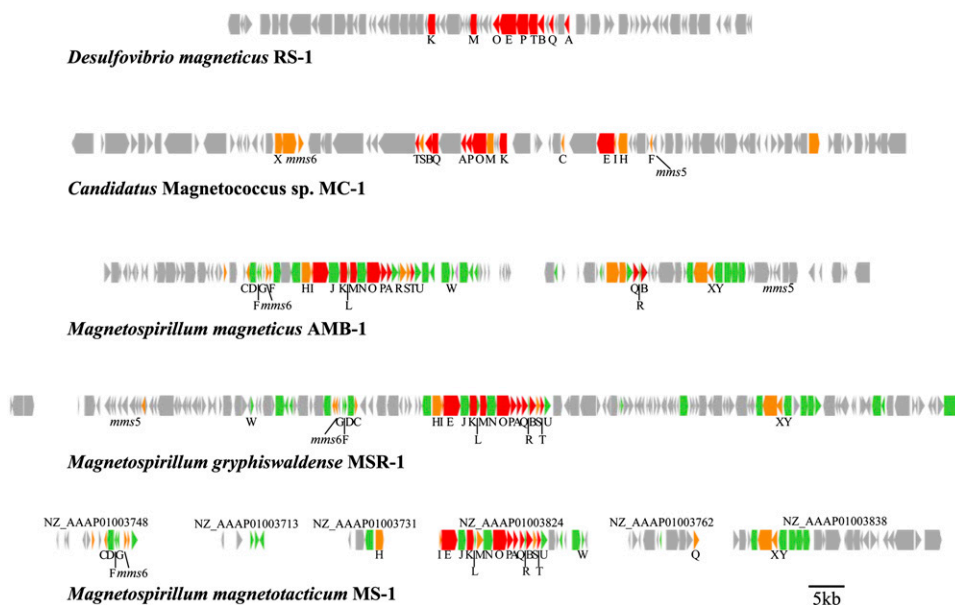 K M O E P T B Q A
Desulfovibrio magneticus RS-1
X mms6 T S B Q A P O M K C E I H F
mms5
Candidatus Magnetococcus sp. MC-1
C D G F H I J K M N O P A R S T U W Q B X Y mms5
F mms6 L R
Magnetospirillum magneticus AMB-1
mms5 W G D C H I E J K M N O P A Q B S U X Y
mms6 F L R T
Magnetospirillum gryphiswaldense MSR-1
NZ_AAAP01003748 NZ_AAAP01003713 NZ_AAAP01003731 NZ_AAAP01003824 NZ_AAAP01003762 NZ_AAAP01003838
C D G H I E J K M N O P A Q B S U W Q X Y
F mms6 L R T
Magnetospirillum magnetotacticum MS-1
5kb